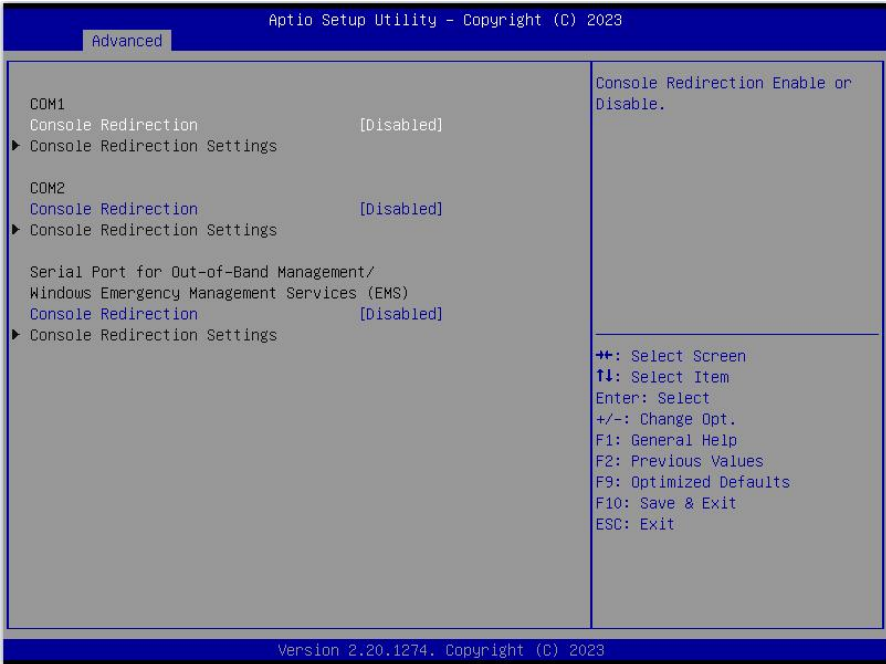 Aptio Setup Utility – Copyright (C) 2023
Advanced
COM1
Console Redirection [Disabled]
Console Redirection Settings
COM2
Console Redirection [Disabled]
Console Redirection Settings
Serial Port for Out-of-Band Management/
Windows Emergency Management Services (EMS)
Console Redirection [Disabled]
Console Redirection Settings
Console Redirection Enable or
Disable.
→←: Select Screen
↑↓: Select Item
Enter: Select
+/-: Change Opt.
F1: General Help
F2: Previous Values
F9: Optimized Defaults
F10: Save & Exit
ESC: Exit
Version 2.20.1274. Copyright (C) 2023